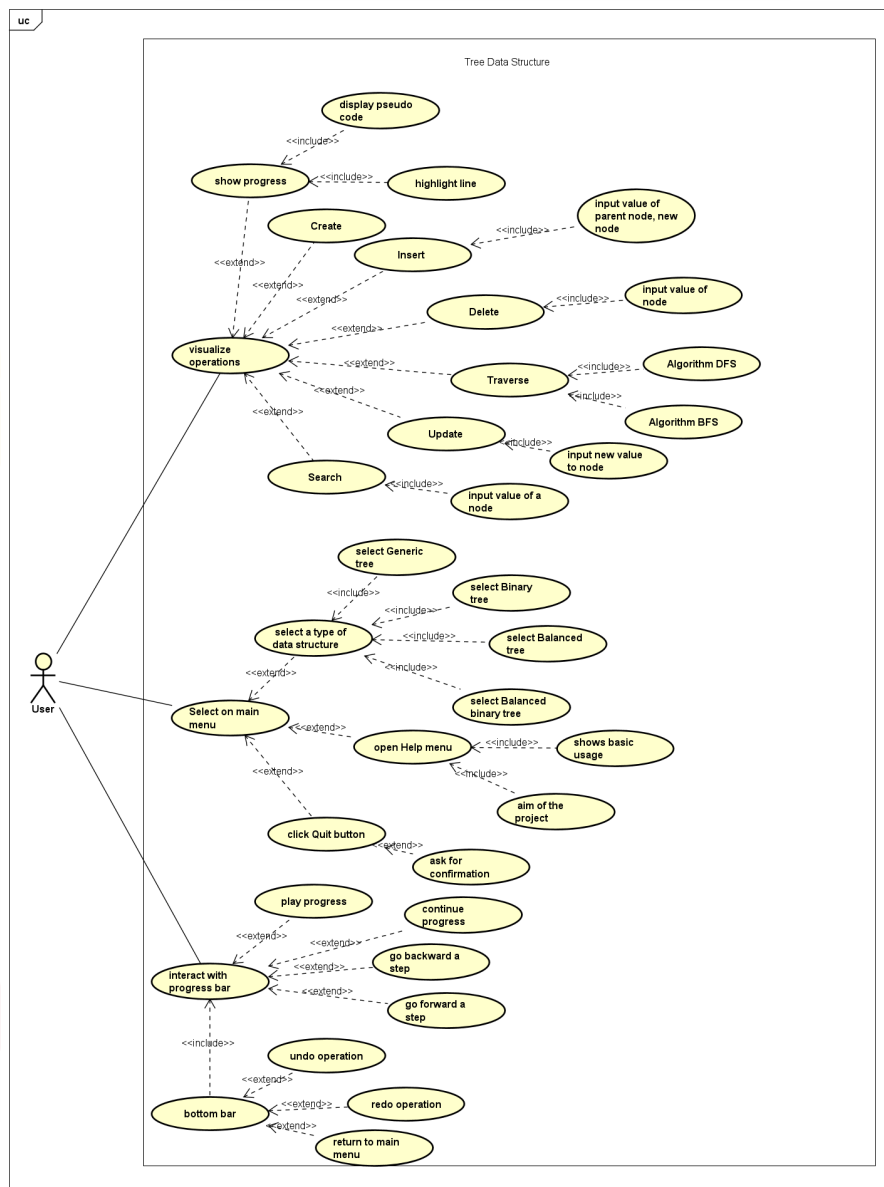 uc
Tree Data Structure
display pseudo
code
<<include>>
show progress
<<include>>
highlight line
input value of
parent node, new
node
Create
<<include>>
Insert
<<extend>>
<<extend>>
<<extend>>
input value of
node
<<include>>
Delete
<<extend>>
visualize
operations
<<extend>>
<<include>>
Algorithm DFS
Traverse
<<extend>>
<<include>>
Algorithm BFS
<<extend>>
Update
<<include>>
input new value
to node
Search
<<include>>
input value of a
node
select Generic
tree
<<include>>
select Binary
tree
<<include>>
select a type of
data structure
<<include>>
select Balanced
tree
<<include>>
<<extend>>
select Balanced
binary tree
User
Select on main
menu
<<extend>>
open Help menu
<<include>>
shows basic
usage
<<extend>>
<<include>>
aim of the
project
click Quit button
<<extend>>
ask for
confirmation
play progress
continue
progress
<<extend>>
<<extend>>
go backward a
step
<<extend>>
interact with
progress bar
<<extend>>
go forward a
step
<<include>>
undo operation
<<extend>>
redo operation
<<extend>>
bottom bar
<<extend>>
return to main
menu